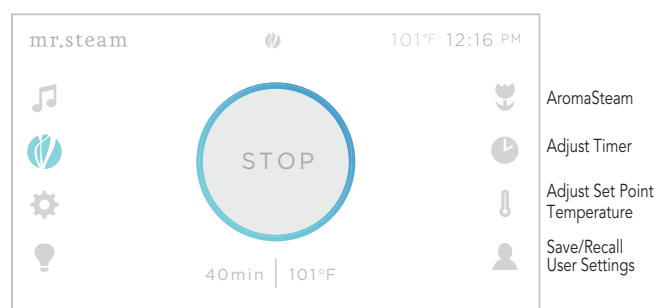 mr.steam
101°F 12:16 PM
AromaSteam
STOP
Adjust Timer
Adjust Set Point
Temperature
Save/Recall
User Settings
40min | 101°F